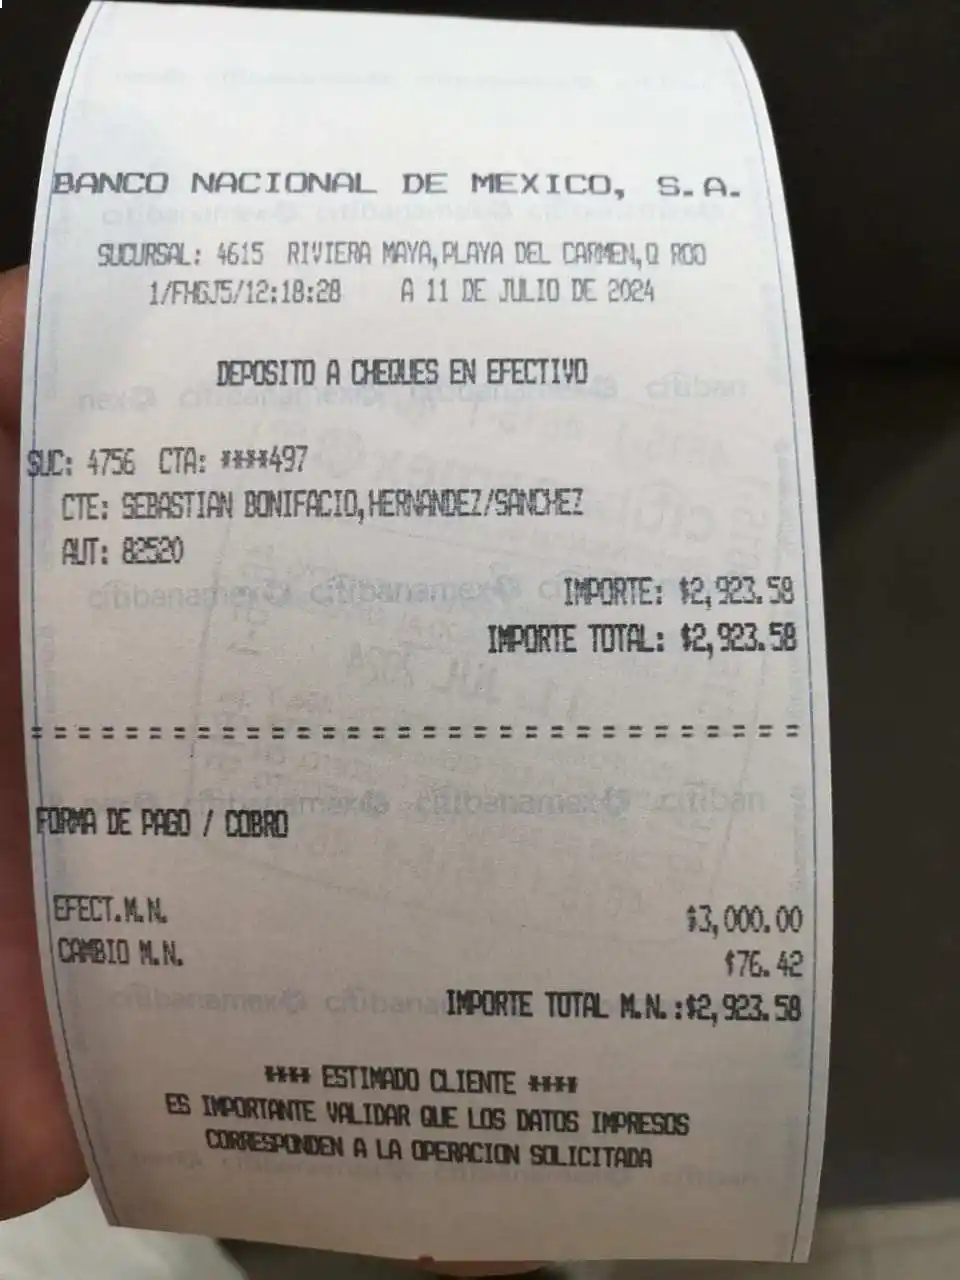 BANCO NACIONAL DE MEXICO, S.A.
SUCURSAL: 4615 RIVIERA MAYA,PLAYA DEL CARMEN,Q ROO
1/FHGJ5/12:18:28 A 11 DE JULIO DE 2024
DEPOSITO A CHEQUES EN EFECTIVO
SUC: 4756 CTA: ****497
CTE: SEBASTIAN BONIFACIO,HERNANDEZ/SANCHEZ
AUT: 82520
IMPORTE: $2,923.58
IMPORTE TOTAL: $2,923.58
================================
FORMA DE PAGO / COBRO
EFECT.M.N. $3,000.00
CAMBIO M.N. $76.42
IMPORTE TOTAL M.N.:$2,923.58
**** ESTIMADO CLIENTE ****
ES IMPORTANTE VALIDAR QUE LOS DATOS IMPRESOS
CORRESPONDEN A LA OPERACION SOLICITADA